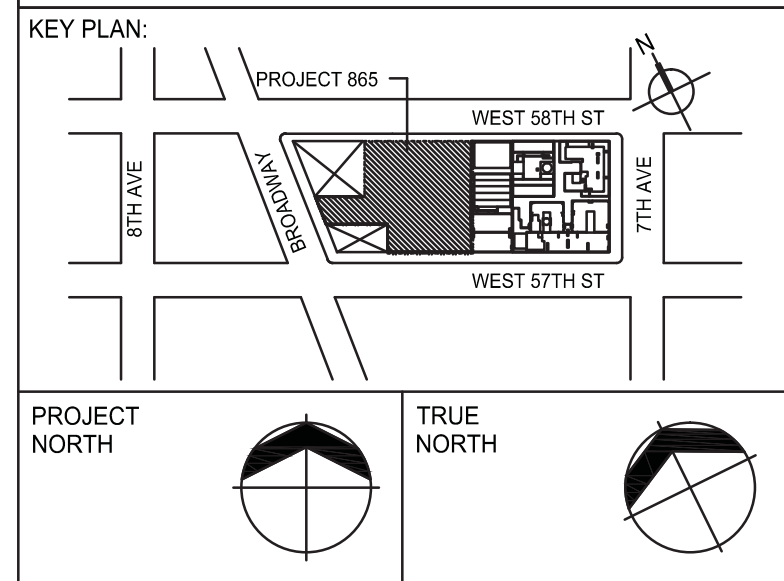 KEY PLAN:
N
PROJECT 865
WEST 58TH ST
8TH AVE
BROADWAY
7TH AVE
WEST 57TH ST
PROJECT
NORTH
TRUE
NORTH